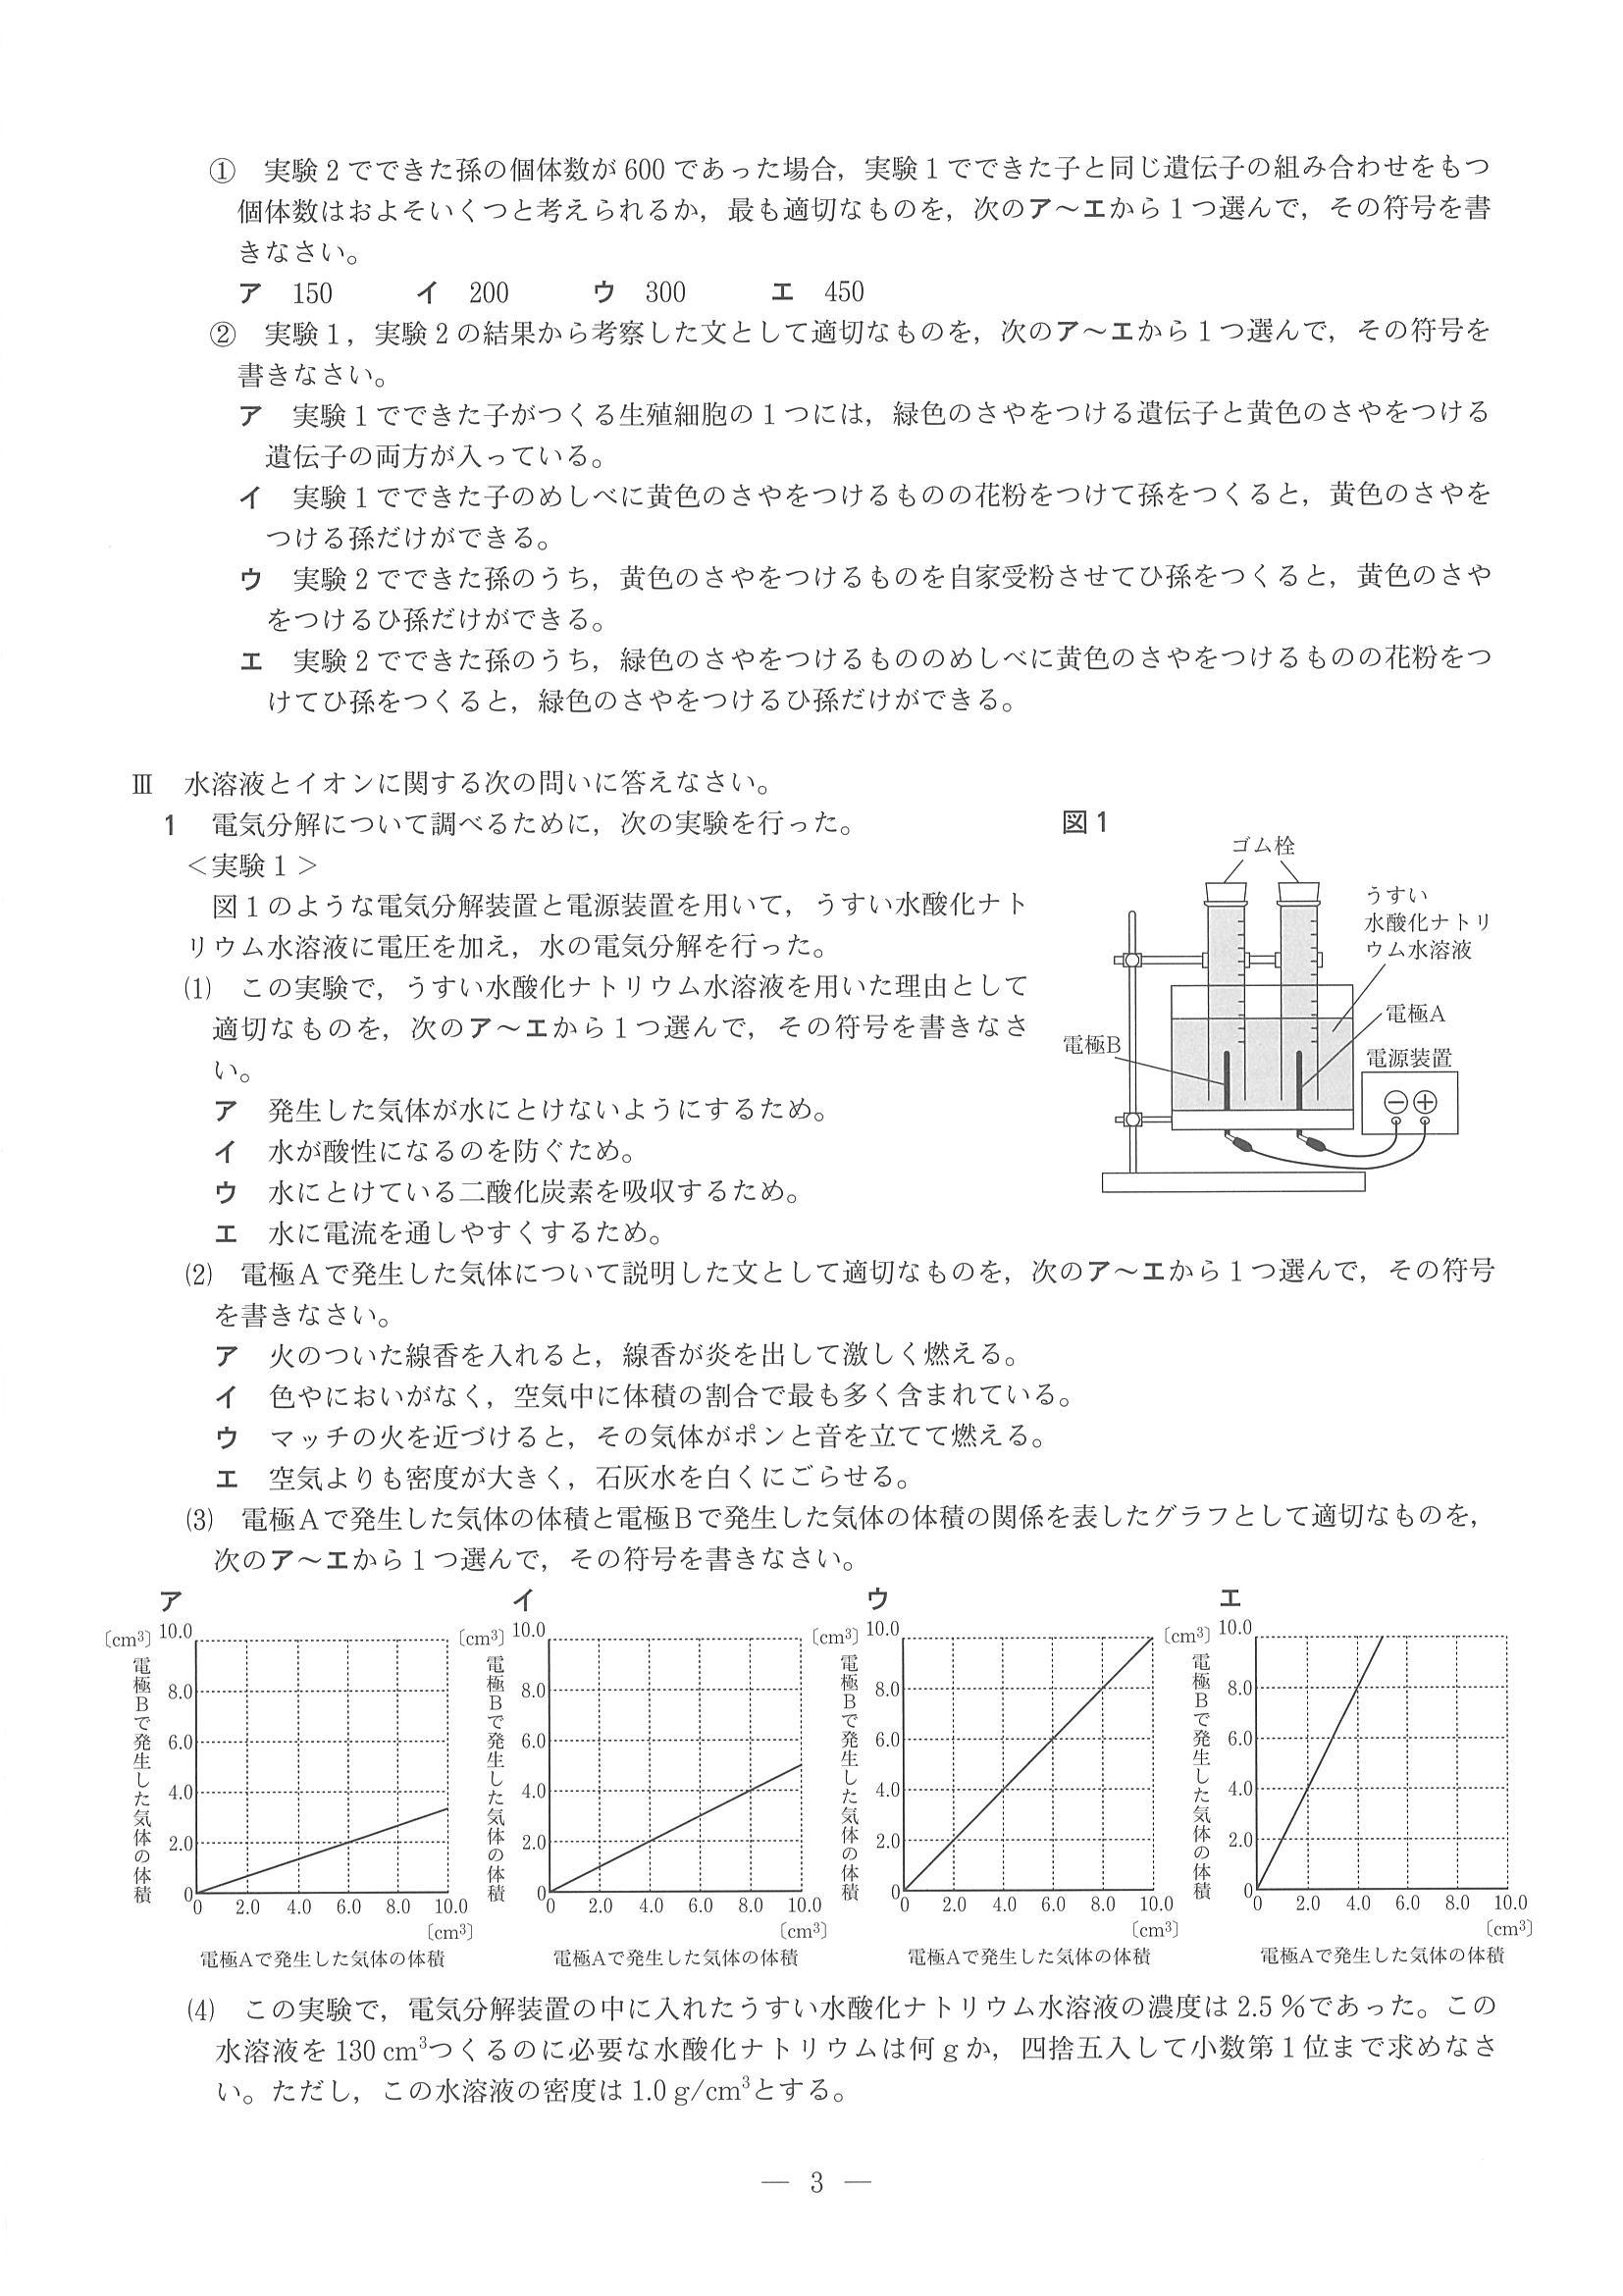 ① 実験2でできた孫の個体数が600であった場合，実験1でできた子と同じ遺伝子の組み合わせをもつ
個体数はおよそいくつと考えられるか，最も適切なものを，次のア～エから1つ選んで，その符号を書
きなさい。
ア 150 イ 200 ウ 300 エ 450
② 実験1，実験2の結果から考察した文として適切なものを，次のア～エから1つ選んで，その符号を
書きなさい。
ア 実験1でできた子がつくる生殖細胞の1つには，緑色のさやをつける遺伝子と黄色のさやをつける
遺伝子の両方が入っている。
イ 実験1でできた子のめしべに黄色のさやをつけるものの花粉をつけて孫をつくると，黄色のさやを
つける孫だけができる。
ウ 実験2でできた孫のうち，黄色のさやをつけるものを自家受粉させてひ孫をつくると，黄色のさや
をつけるひ孫だけができる。
エ 実験2でできた孫のうち，緑色のさやをつけるもののめしべに黄色のさやをつけるものの花粉をつ
けてひ孫をつくると，緑色のさやをつけるひ孫だけができる。
Ⅲ 水溶液とイオンに関する次の問いに答えなさい。
1 電気分解について調べるために，次の実験を行った。
＜実験1＞
図1のような電気分解装置と電源装置を用いて，うすい水酸化ナト
リウム水溶液に電圧を加え，水の電気分解を行った。
(1) この実験で，うすい水酸化ナトリウム水溶液を用いた理由として
適切なものを，次のア～エから1つ選んで，その符号を書きなさ
い。
ア 発生した気体が水にとけないようにするため。
イ 水が酸性になるのを防ぐため。
ウ 水にとけている二酸化炭素を吸収するため。
エ 水に電流を通しやすくするため。
図1
ゴム栓
うすい
水酸化ナトリ
ウム水溶液
電極A
電極B
電源装置
− +
(2) 電極Aで発生した気体について説明した文として適切なものを，次のア～エから1つ選んで，その符号
を書きなさい。
ア 火のついた線香を入れると，線香が炎を出して激しく燃える。
イ 色やにおいがなく，空気中に体積の割合で最も多く含まれている。
ウ マッチの火を近づけると，その気体がポンと音を立てて燃える。
エ 空気よりも密度が大きく，石灰水を白くにごらせる。
(3) 電極Aで発生した気体の体積と電極Bで発生した気体の体積の関係を表したグラフとして適切なものを，
次のア～エから1つ選んで，その符号を書きなさい。
ア
〔cm³〕
電極Bで発生した気体の体積
10.0
8.0
6.0
4.0
2.0
0
0 2.0 4.0 6.0 8.0 10.0
〔cm³〕
電極Aで発生した気体の体積
イ
〔cm³〕
電極Bで発生した気体の体積
10.0
8.0
6.0
4.0
2.0
0
0 2.0 4.0 6.0 8.0 10.0
〔cm³〕
電極Aで発生した気体の体積
ウ
〔cm³〕
電極Bで発生した気体の体積
10.0
8.0
6.0
4.0
2.0
0
0 2.0 4.0 6.0 8.0 10.0
〔cm³〕
電極Aで発生した気体の体積
エ
〔cm³〕
電極Bで発生した気体の体積
10.0
8.0
6.0
4.0
2.0
0
0 2.0 4.0 6.0 8.0 10.0
〔cm³〕
電極Aで発生した気体の体積
(4) この実験で，電気分解装置の中に入れたうすい水酸化ナトリウム水溶液の濃度は2.5％であった。この
水溶液を130 cm³つくるのに必要な水酸化ナトリウムは何gか，四捨五入して小数第1位まで求めなさ
い。ただし，この水溶液の密度は1.0 g/cm³とする。
— 3 —